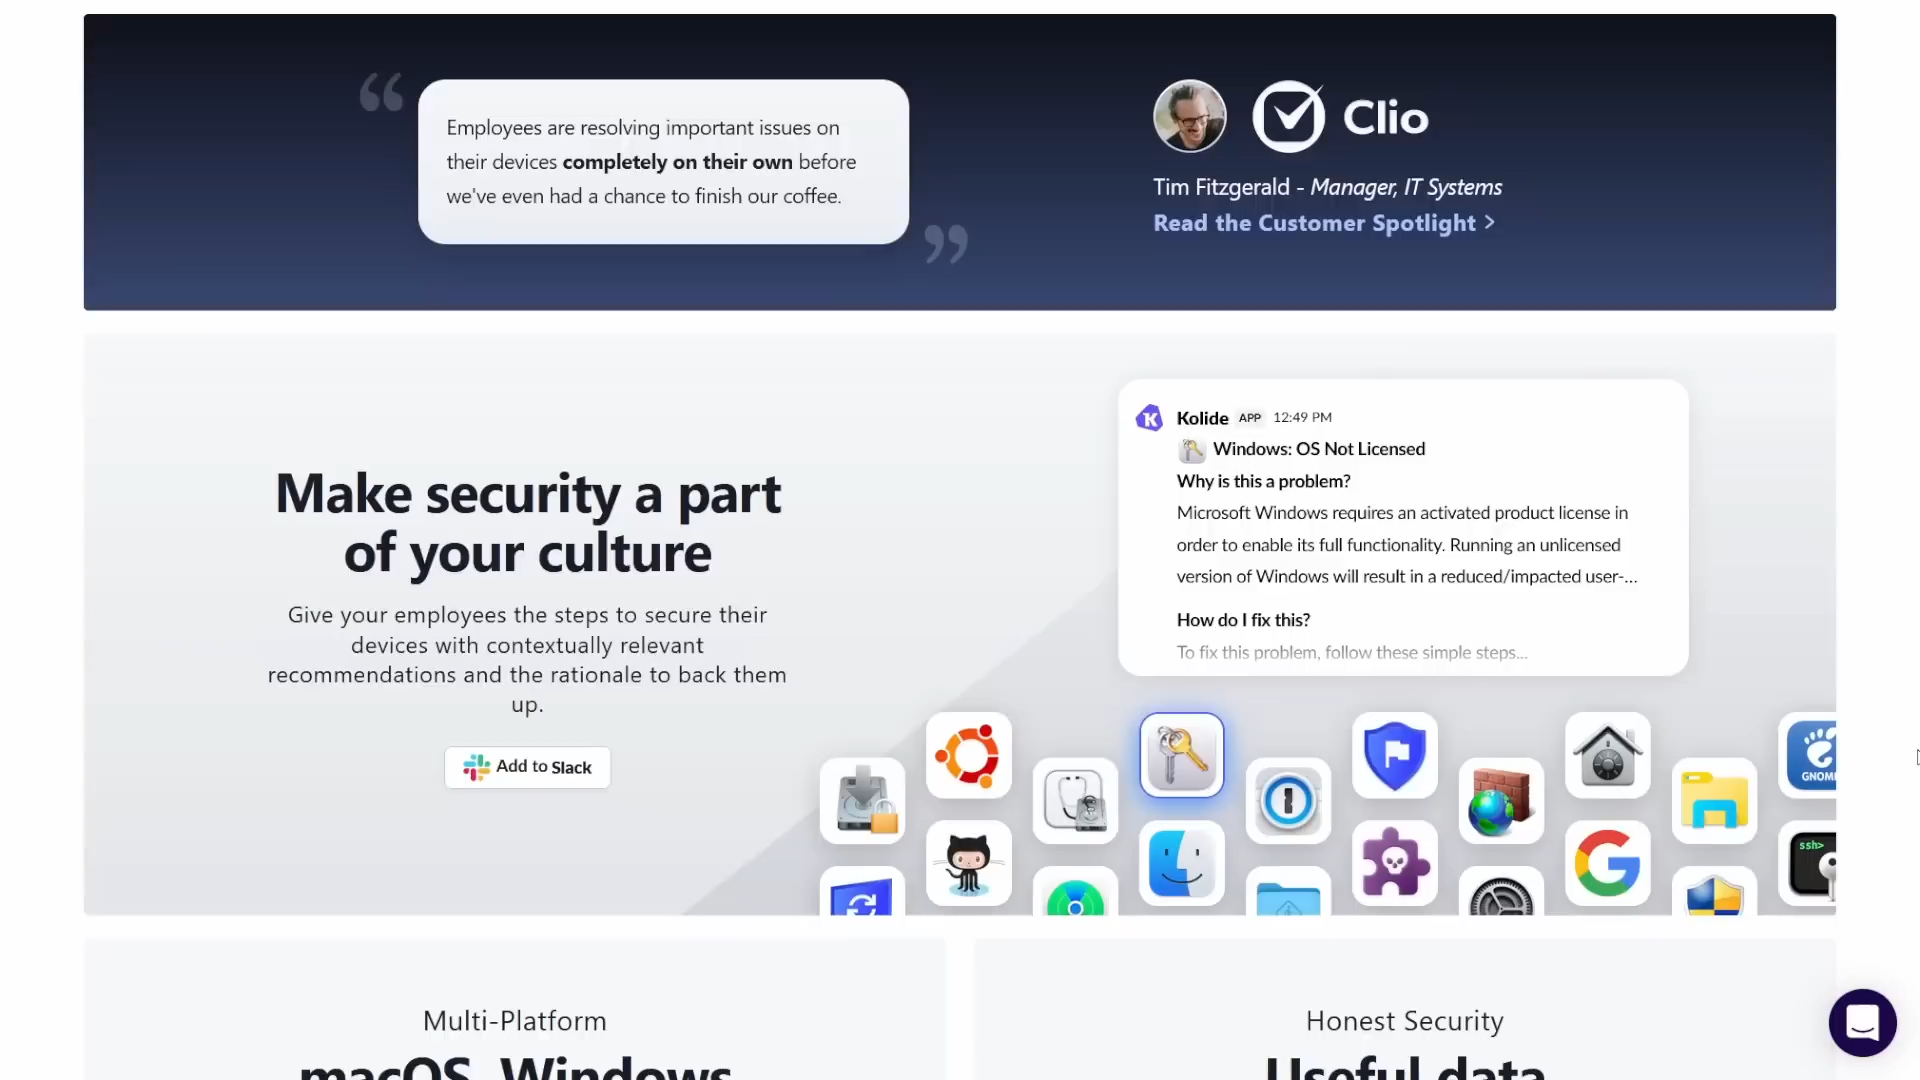 Employees are resolving important issues on
their devices completely on their own before
we've even had a chance to finish our coffee.
Clio
Tim Fitzgerald - Manager, IT Systems
Read the Customer Spotlight >
Make security a part
of your culture
Give your employees the steps to secure their
devices with contextually relevant
recommendations and the rationale to back them
up.
Add to Slack
Kolide APP 12:49 PM
Windows: OS Not Licensed
Why is this a problem?
Microsoft Windows requires an activated product license in
order to enable its full functionality. Running an unlicensed
version of Windows will result in a reduced/impacted user-...
How do I fix this?
To fix this problem, follow these simple steps...
GNOME
ssh>
Multi-Platform
macOS, Windows
Honest Security
Useful data